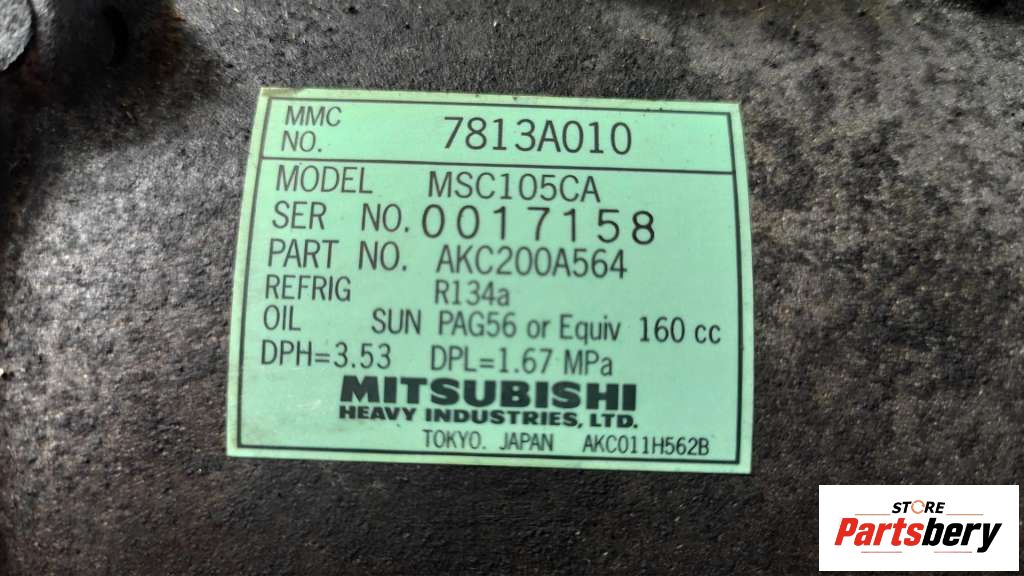 MMC NO. 7813A010
MODEL MSC105CA
SER NO. 0017158
PART NO. AKC200A564
REFRIG R134a
OIL SUN PAG56 or Equiv 160 cc
DPH=3.53 DPL=1.67 MPa
MITSUBISHI
HEAVY INDUSTRIES, LTD.
TOKYO. JAPAN AKC011H562B
STORE
Partsbery